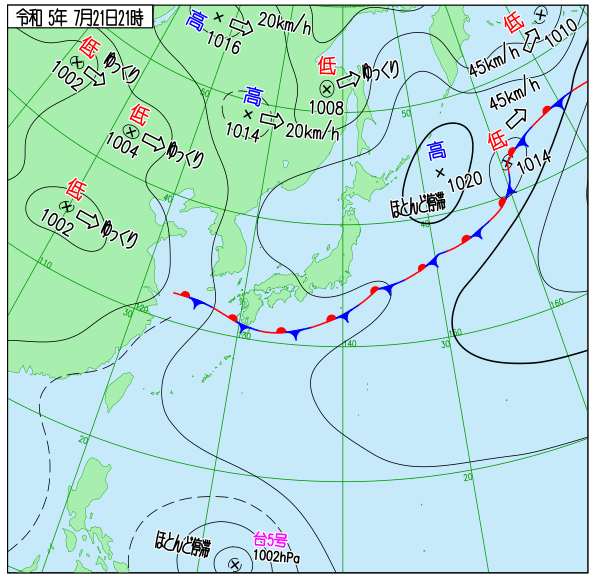 令和 5年 7月21日21時
高
1016
20km/h
低
1010
45km/h
低
1002
ゆっくり
低
1008
ゆっくり
高
1014
20km/h
低
1004
ゆっくり
45km/h
低
1014
高
1020
ほとんど停滞
低
1002
ゆっくり
50
50
40
40
110
120
30
130
140
30
150
160
20
20
ほとんど停滞
台5号
1002hPa